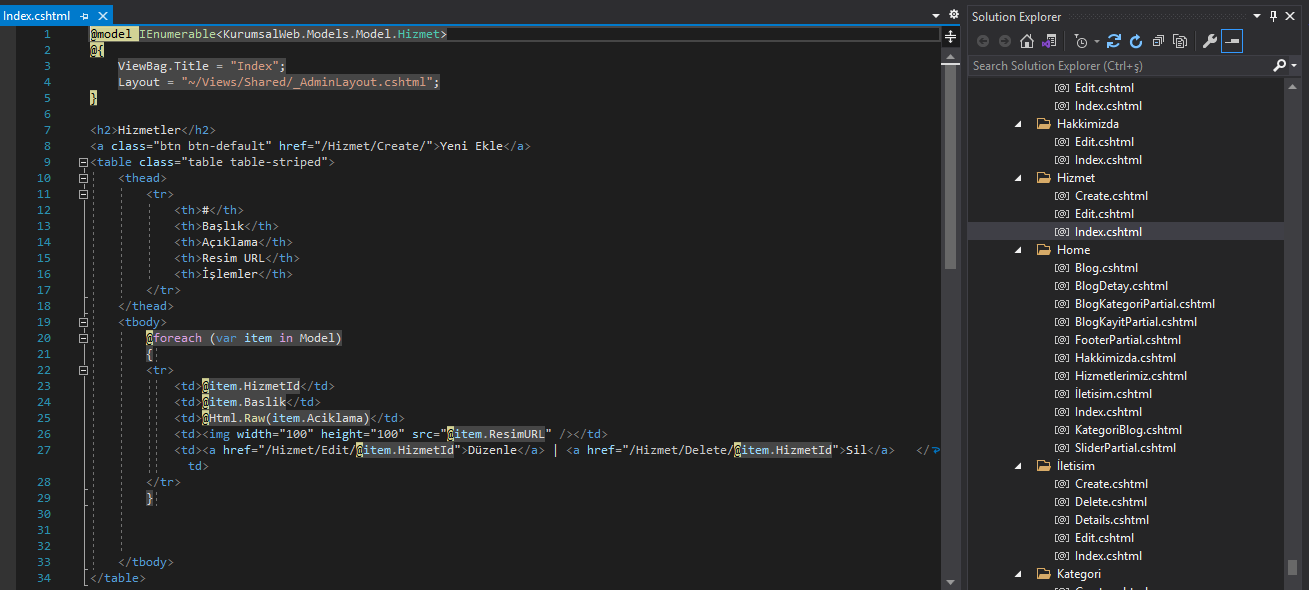 Index.cshtml
1 @model IEnumerable<KurumsalWeb.Models.Model.Hizmet>
2 @{
3 ViewBag.Title = "Index";
4 Layout = "~/Views/Shared/_AdminLayout.cshtml";
5 }
6
7 <h2>Hizmetler</h2>
8 <a class="btn btn-default" href="/Hizmet/Create/">Yeni Ekle</a>
9 <table class="table table-striped">
10 <thead>
11 <tr>
12 <th>#</th>
13 <th>Başlık</th>
14 <th>Açıklama</th>
15 <th>Resim URL</th>
16 <th>İşlemler</th>
17 </tr>
18 </thead>
19 <tbody>
20 @foreach (var item in Model)
21 {
22 <tr>
23 <td>@item.HizmetId</td>
24 <td>@item.Baslik</td>
25 <td>@Html.Raw(item.Aciklama)</td>
26 <td><img width="100" height="100" src="@item.ResimURL" /></td>
27 <td><a href="/Hizmet/Edit/@item.HizmetId">Düzenle</a> | <a href="/Hizmet/Delete/@item.HizmetId">Sil</a> </
td>
28 </tr>
29 }
30
31
32
33 </tbody>
34 </table>
Solution Explorer
Search Solution Explorer (Ctrl+ş)
Edit.cshtml
Index.cshtml
Hakkimizda
Edit.cshtml
Index.cshtml
Hizmet
Create.cshtml
Edit.cshtml
Index.cshtml
Home
Blog.cshtml
BlogDetay.cshtml
BlogKategoriPartial.cshtml
BlogKayitPartial.cshtml
FooterPartial.cshtml
Hakkimizda.cshtml
Hizmetlerimiz.cshtml
İletisim.cshtml
Index.cshtml
KategoriBlog.cshtml
SliderPartial.cshtml
İletisim
Create.cshtml
Delete.cshtml
Details.cshtml
Edit.cshtml
Index.cshtml
Kategori